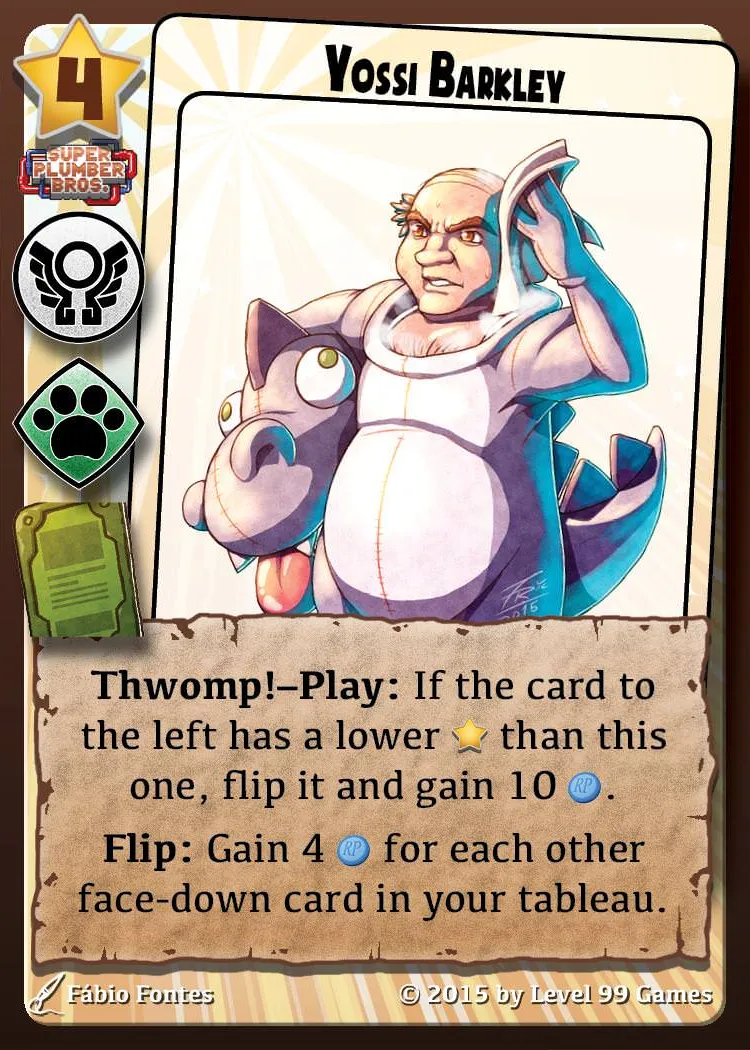 4
Yossi Barkley
SUPER
PLUMBER
BROS.
Thwomp!–Play: If the card to
the left has a lower than this
one, flip it and gain 10 RP.
Flip: Gain 4 RP for each other
face-down card in your tableau.
Fábio Fontes
© 2015 by Level 99 Games